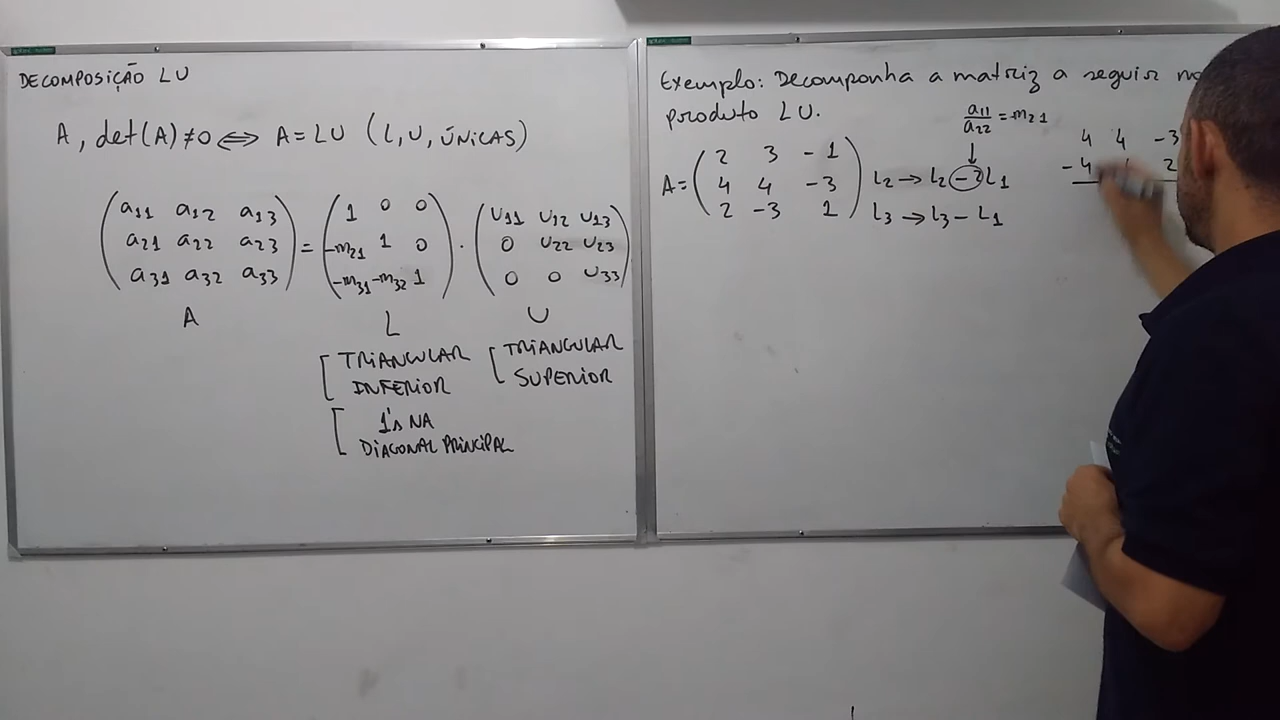 DECOMPOSIÇÃO LU
A, det(A)≠0 ⟺ A=LU (L,U, ÚNICAS)
(a11 a12 a13
a21 a22 a23
a31 a32 a33) = (1 0 0
-m21 1 0
-m31 -m32 1) · (U11 U12 U13
0 U22 U23
0 0 U33)
A L U
[TRIANGULAR
INFERIOR
[1's NA
DIAGONAL PRINCIPAL
[TRIANGULAR
SUPERIOR
Exemplo: Decomponha a matriz a seguir no
produto LU.
a11/a22 = m21
↓
A=(2 3 -1
4 4 -3
2 -3 1)
L2 → L2 -2L1
L3 → L3 - L1
4 4 -3
-4 2